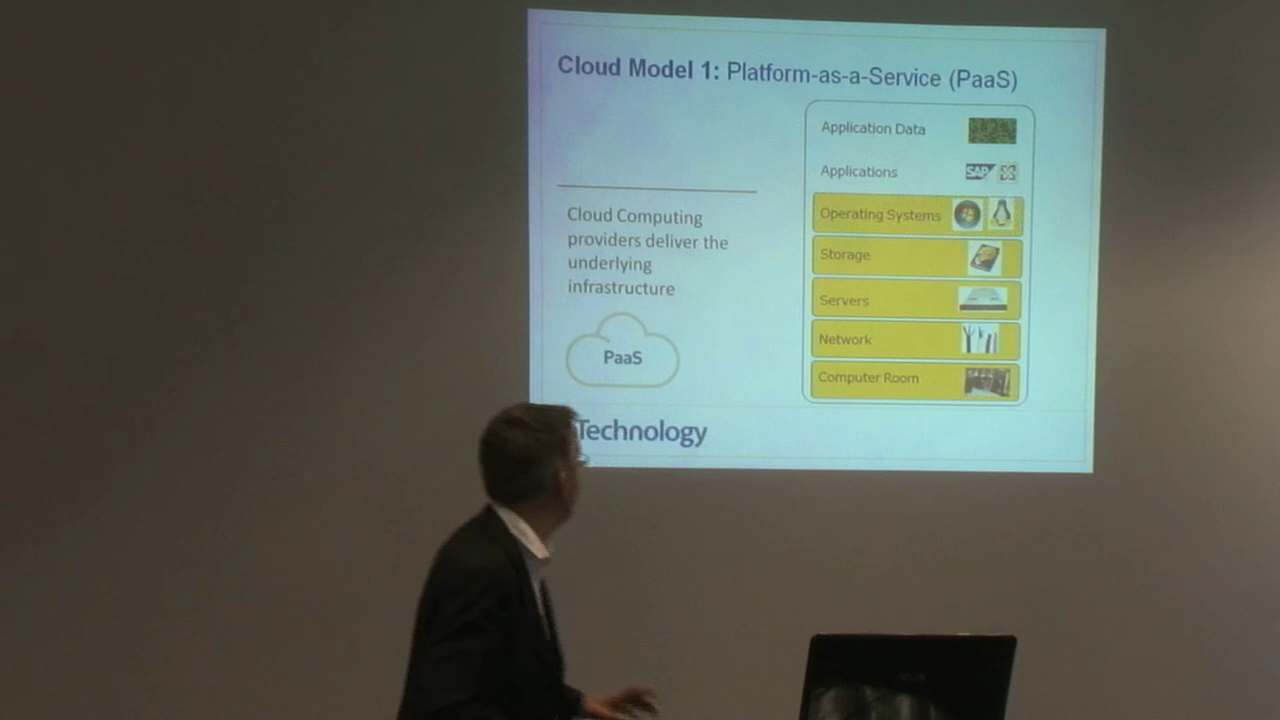 Cloud Model 1: Platform-as-a-Service (PaaS)
Cloud Computing
providers deliver the
underlying
infrastructure
PaaS
Technology
Application Data
Applications
SAP
Operating Systems
Storage
Servers
Network
Computer Room